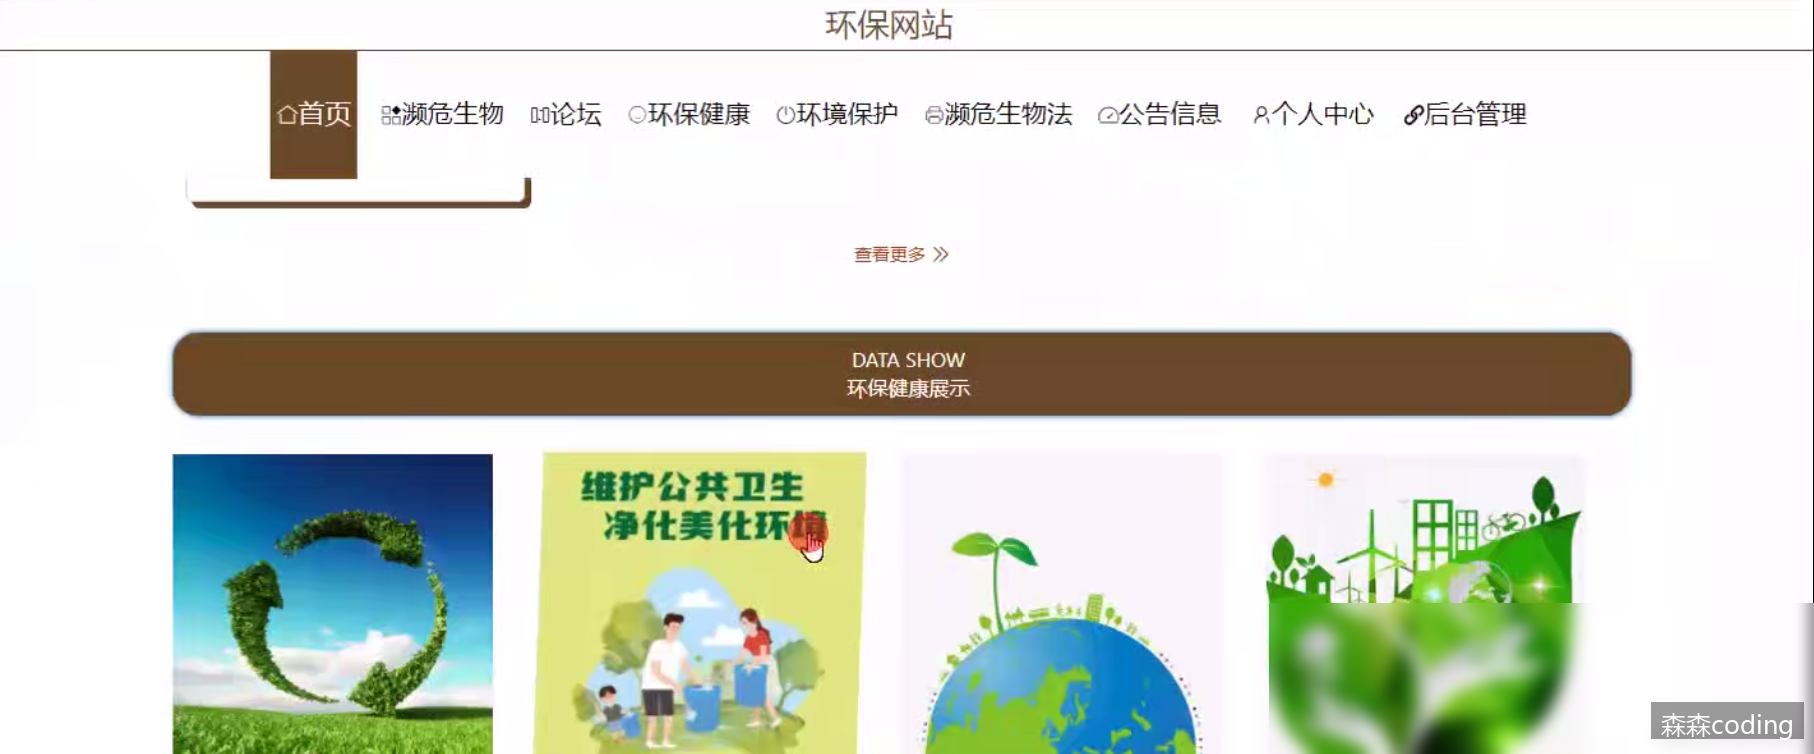 环保网站
首页 濒危生物 论坛 环保健康 环境保护 濒危生物法 公告信息 个人中心 后台管理
查看更多
DATA SHOW
环保健康展示
维护公共卫生
净化美化环境
森森coding